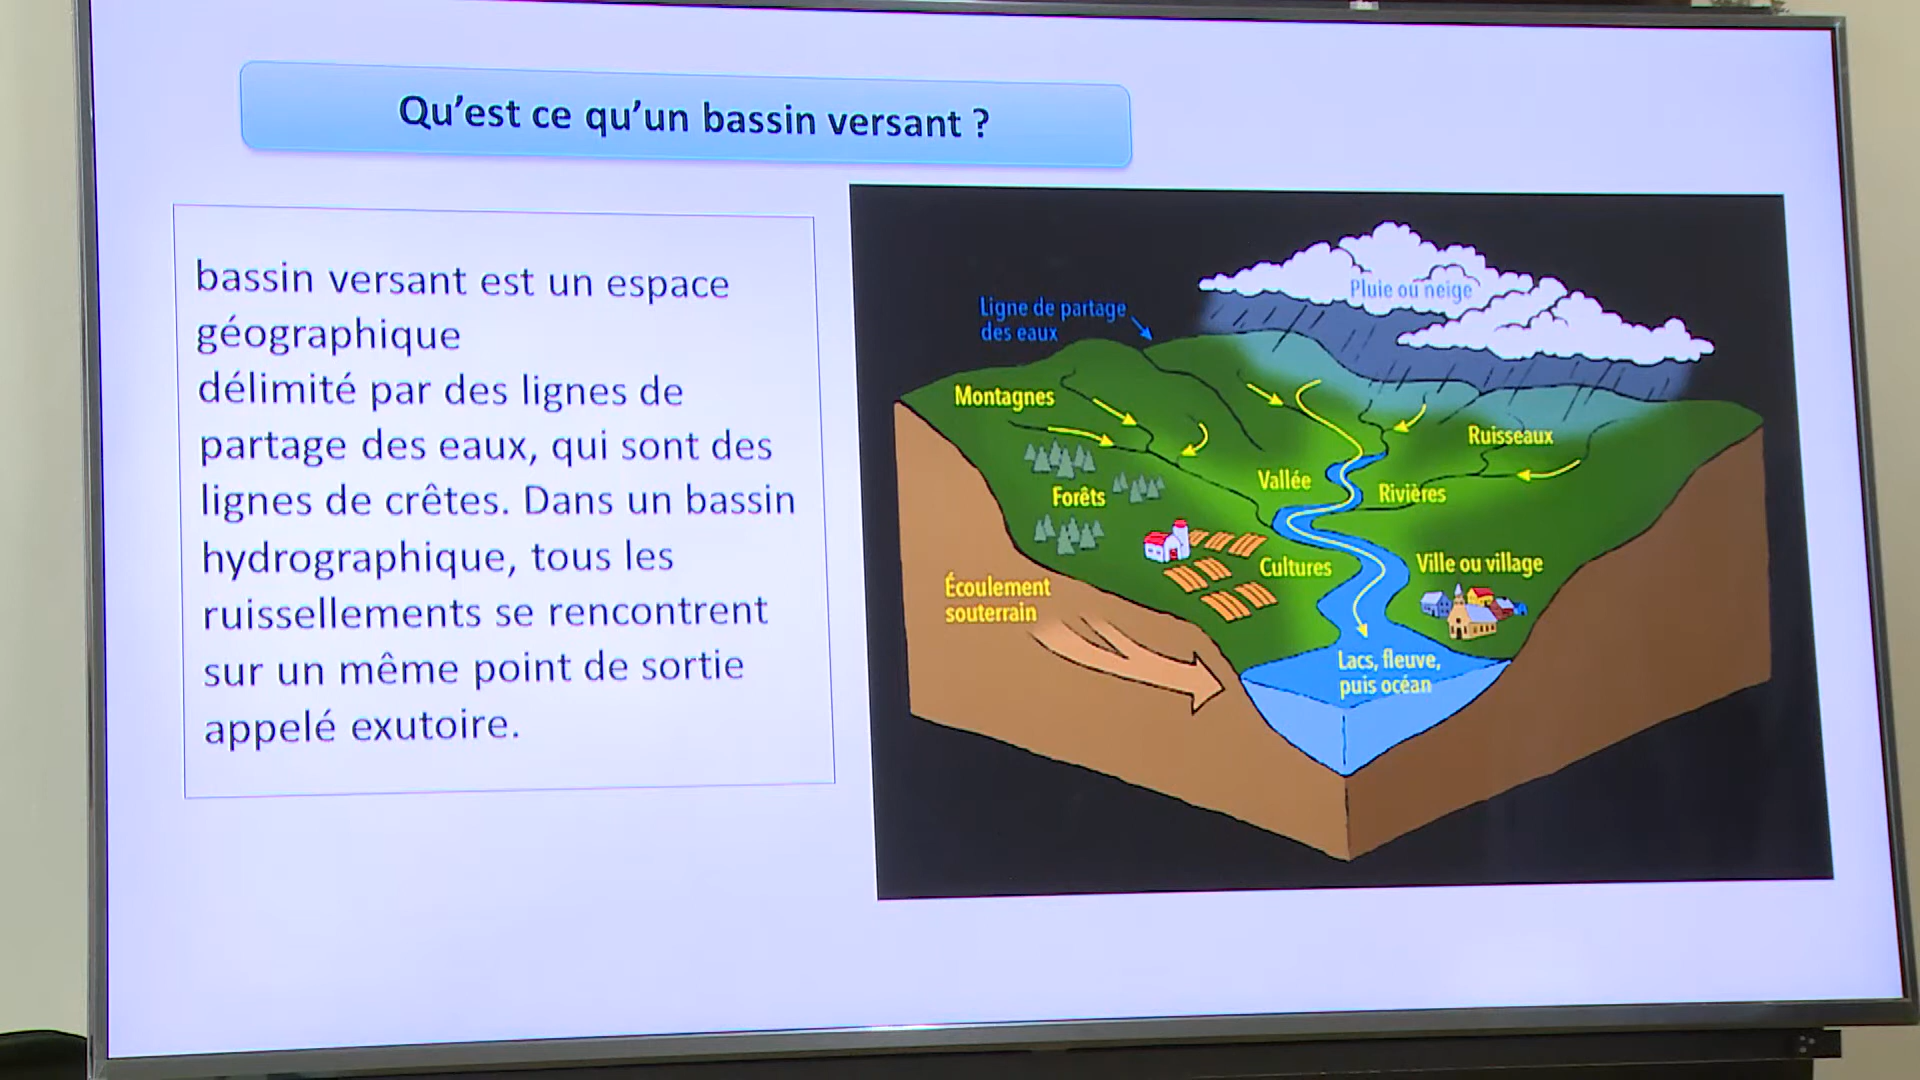 Qu'est ce qu'un bassin versant ?
bassin versant est un espace
géographique
délimité par des lignes de
partage des eaux, qui sont des
lignes de crêtes. Dans un bassin
hydrographique, tous les
ruissellements se rencontrent
sur un même point de sortie
appelé exutoire.
Pluie ou neige
Ligne de partage
des eaux
Montagnes
Ruisseaux
Vallée
Rivières
Forêts
Cultures
Ville ou village
Écoulement
souterrain
Lacs, fleuve,
puis océan